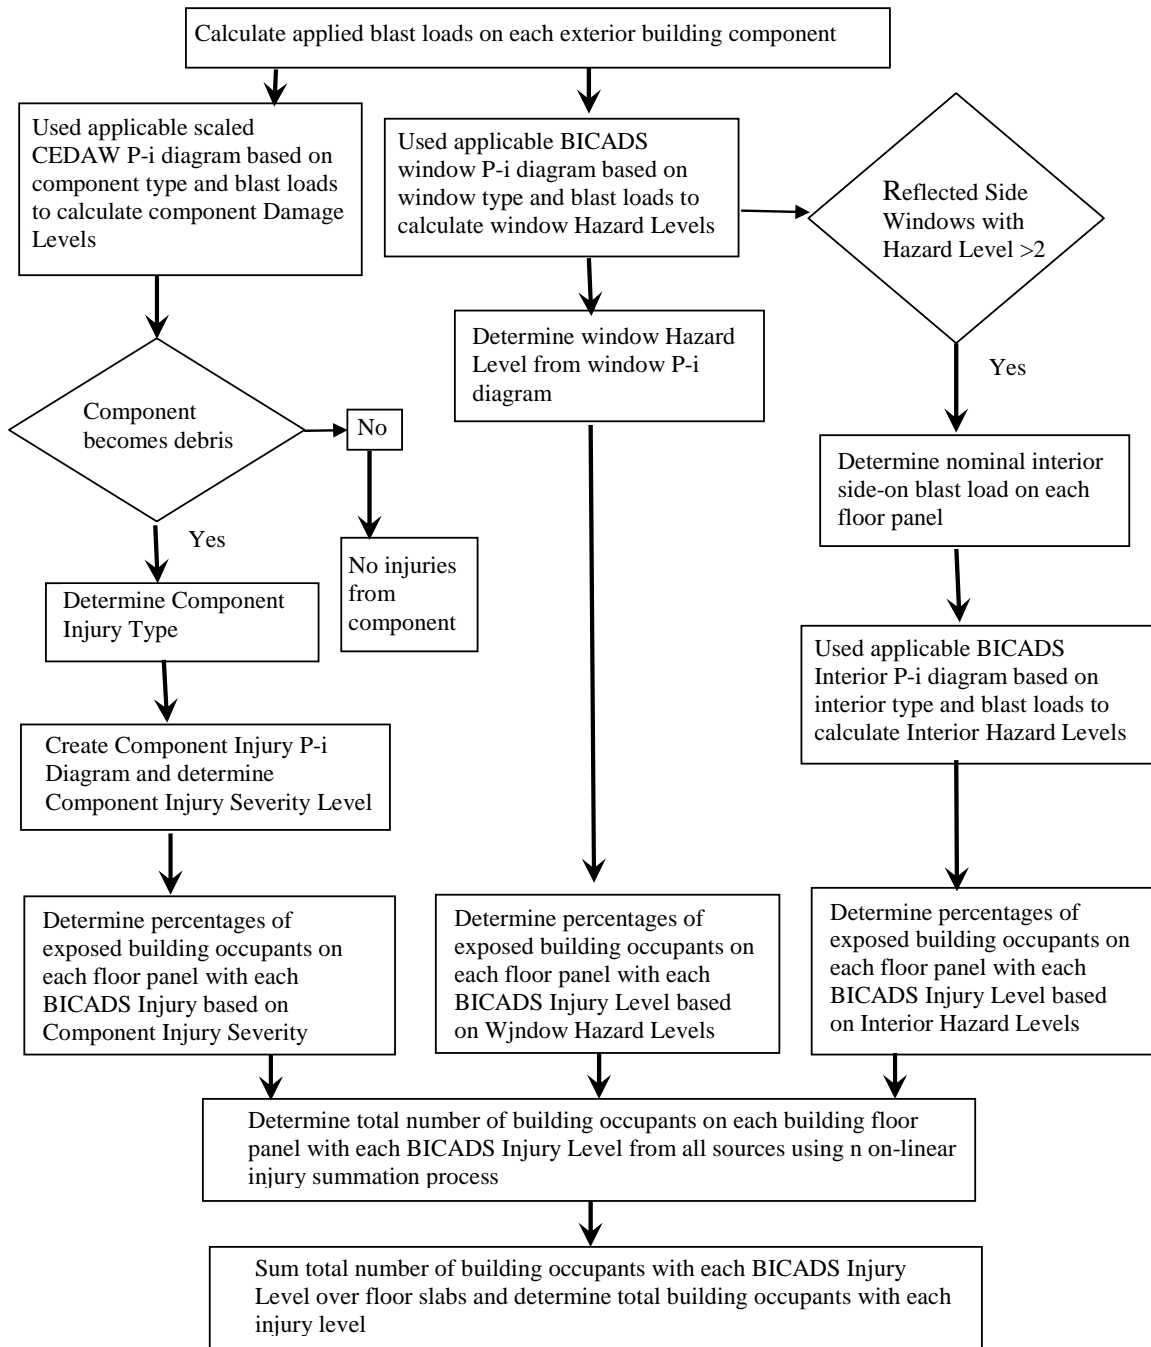 Calculate applied blast loads on each exterior building component
Used applicable scaled
CEDAW P-i diagram based on
component type and blast loads
to calculate component Damage
Levels
Used applicable BICADS
window P-i diagram based on
window type and blast loads to
calculate window Hazard Levels
Reflected Side
Windows with
Hazard Level >2
Determine window Hazard
Level from window P-i
diagram
Yes
Component
becomes debris
No
Determine nominal interior
side-on blast load on each
floor panel
Yes
No injuries
from
component
Determine Component
Injury Type
Used applicable BICADS
Interior P-i diagram based on
interior type and blast loads to
calculate Interior Hazard Levels
Create Component Injury P-i
Diagram and determine
Component Injury Severity Level
Determine percentages of
exposed building occupants on
each floor panel with each
BICADS Injury based on
Component Injury Severity
Determine percentages of
exposed building occupants on
each floor panel with each
BICADS Injury Level based
on Wjndow Hazard Levels
Determine percentages of
exposed building occupants on
each floor panel with each
BICADS Injury Level based
on Interior Hazard Levels
Determine total number of building occupants on each building floor
panel with each BICADS Injury Level from all sources using n on-linear
injury summation process
Sum total number of building occupants with each BICADS Injury
Level over floor slabs and determine total building occupants with each
injury level